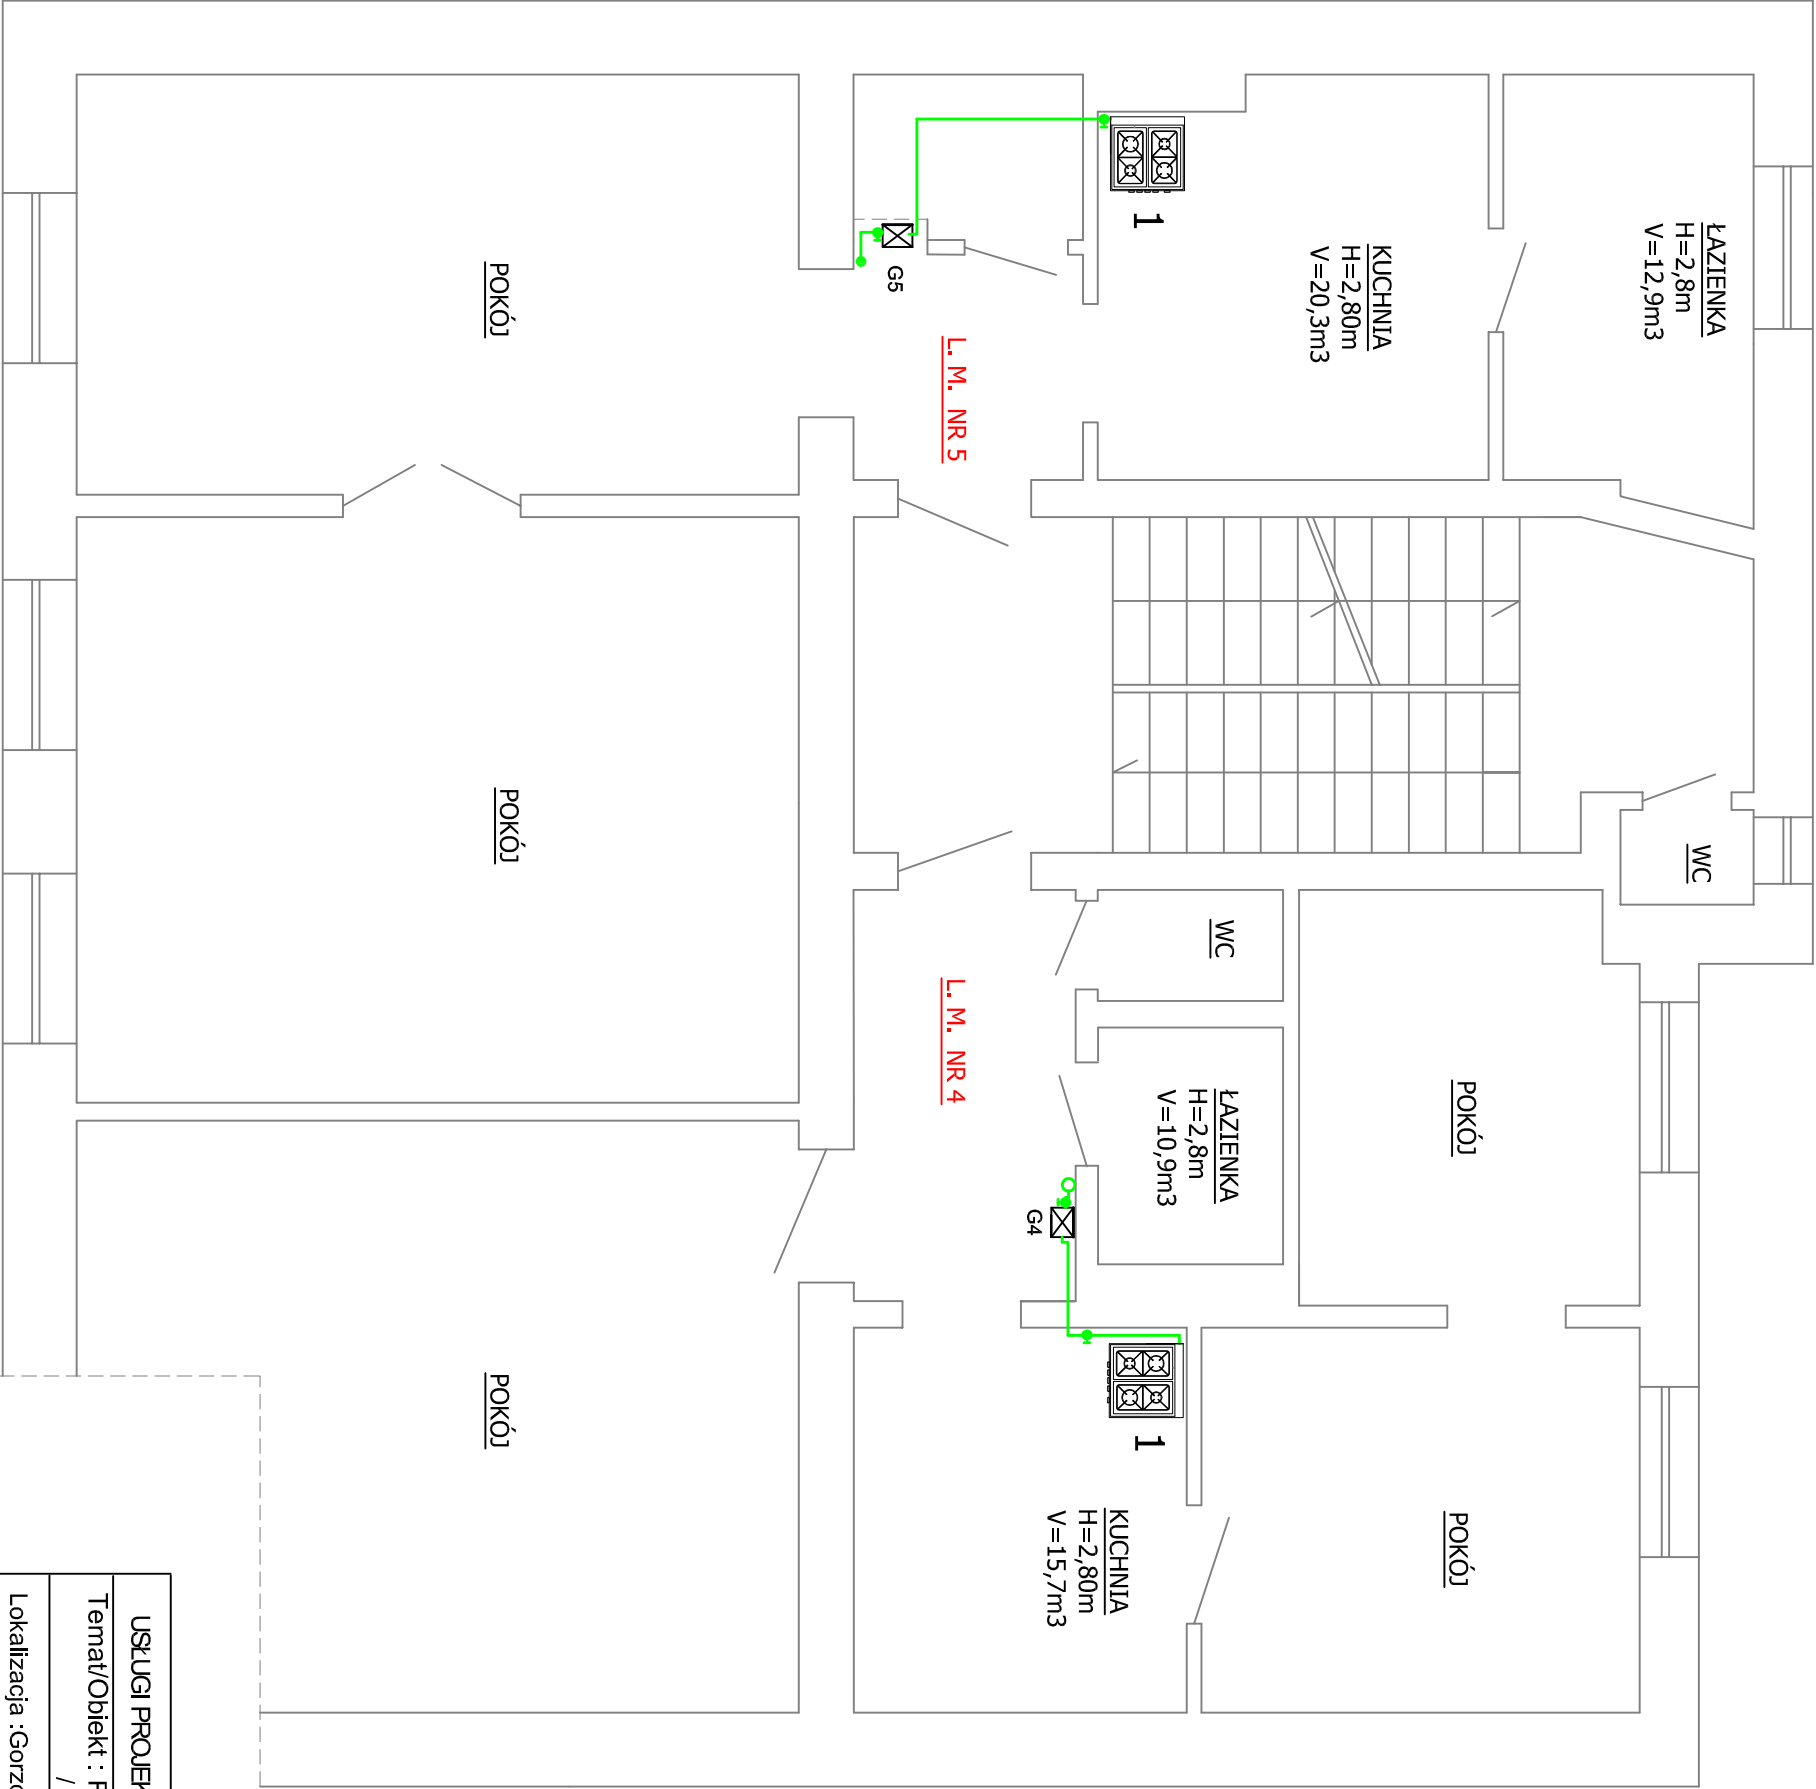 ŁAZIENKA
H=2,8m
V=12,9m3
KUCHNIA
H=2,80m
V=20,3m3
1
G5
POKÓJ
L. M. NR 5
POKÓJ
WC
WC
L. M. NR 4
ŁAZIENKA
H=2,8m
V=10,9m3
POKÓJ
G4
1
POKÓJ
KUCHNIA
H=2,80m
V=15,7m3
POKÓJ
USŁUGI PROJEK
Temat/Obiekt :
/
Lokalizacja :Gorz